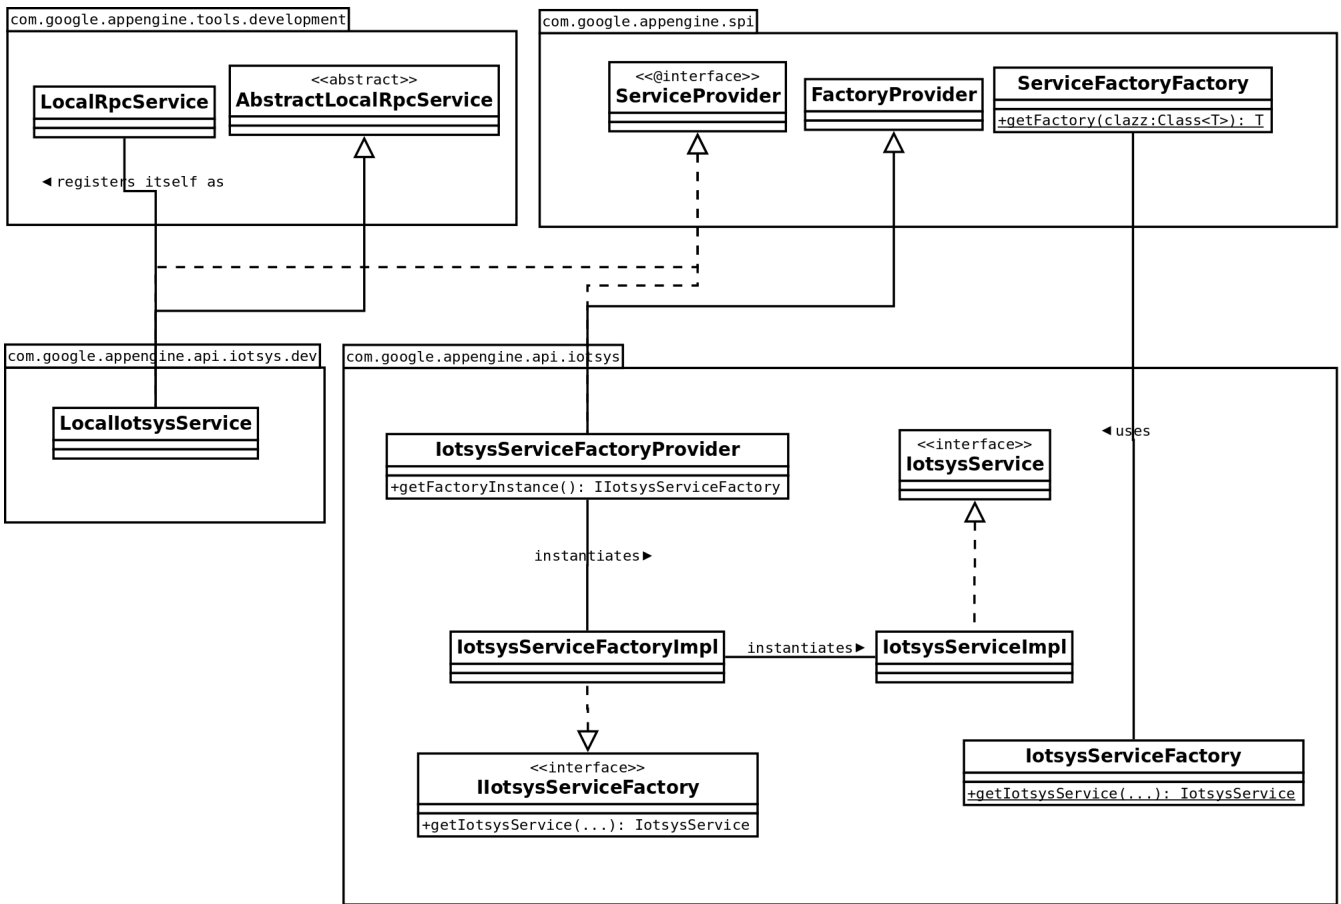 com.google.appengine.tools.development
LocalRpcService
<<abstract>>
AbstractLocalRpcService
◄ registers itself as
com.google.appengine.spi
<<@interface>>
ServiceProvider
FactoryProvider
ServiceFactoryFactory
+getFactory(clazz:Class<T>): T
com.google.appengine.api.iotsys.dev
LocalIotsysService
com.google.appengine.api.iotsys
IotsysServiceFactoryProvider
+getFactoryInstance(): IIotsysServiceFactory
<<interface>>
IotsysService
◄ uses
instantiates►
IotsysServiceFactoryImpl
instantiates►
IotsysServiceImpl
<<interface>>
IIotsysServiceFactory
+getIotsysService(...): IotsysService
IotsysServiceFactory
+getIotsysService(...): IotsysService